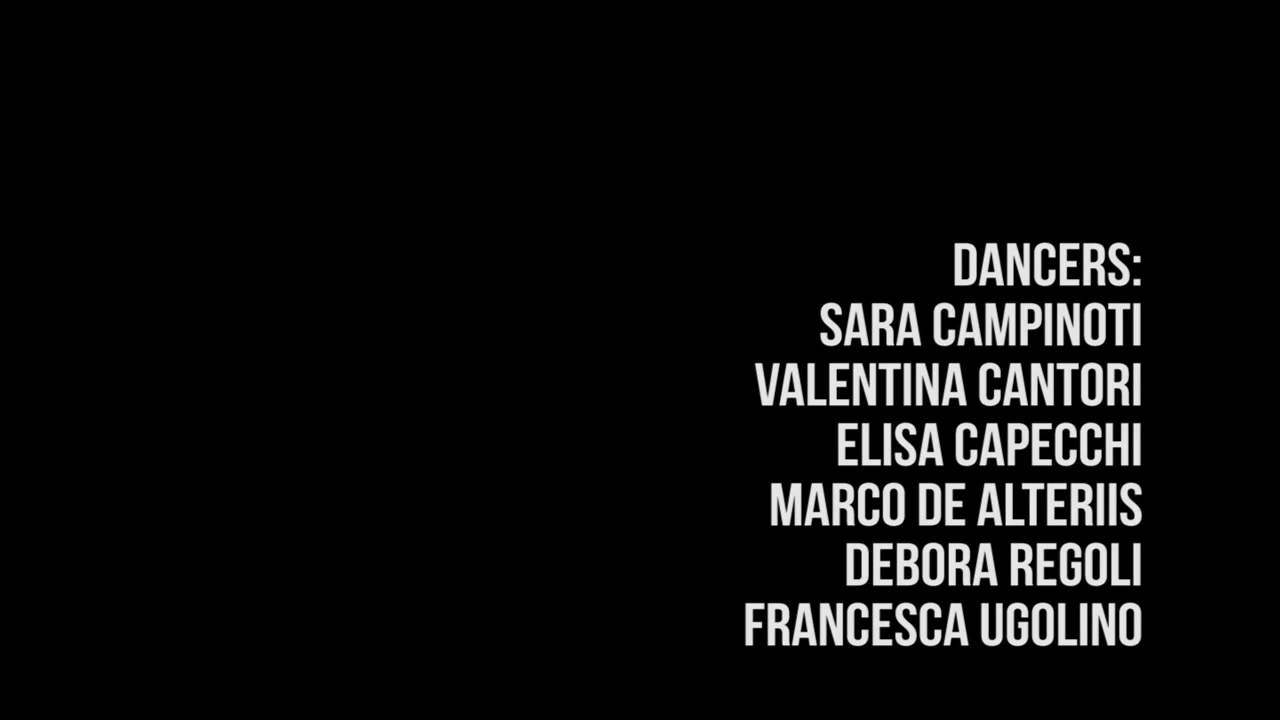 DANCERS:
SARA CAMPINOTI
VALENTINA CANTORI
ELISA CAPECCHI
MARCO DE ALTERIIS
DEBORA REGOLI
FRANCESCA UGOLINO